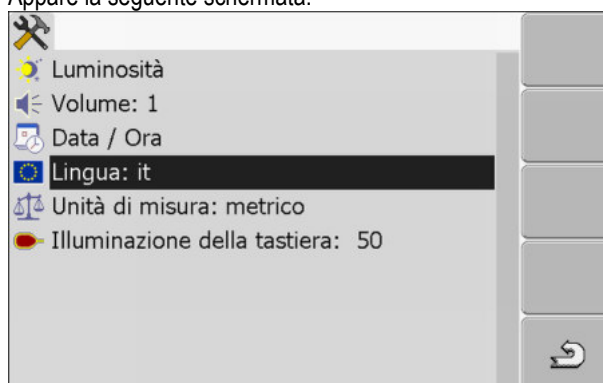 Appare la seguente schermata:
Luminosità
Volume: 1
Data / Ora
Lingua: it
Unità di misura: metrico
Illuminazione della tastiera: 50